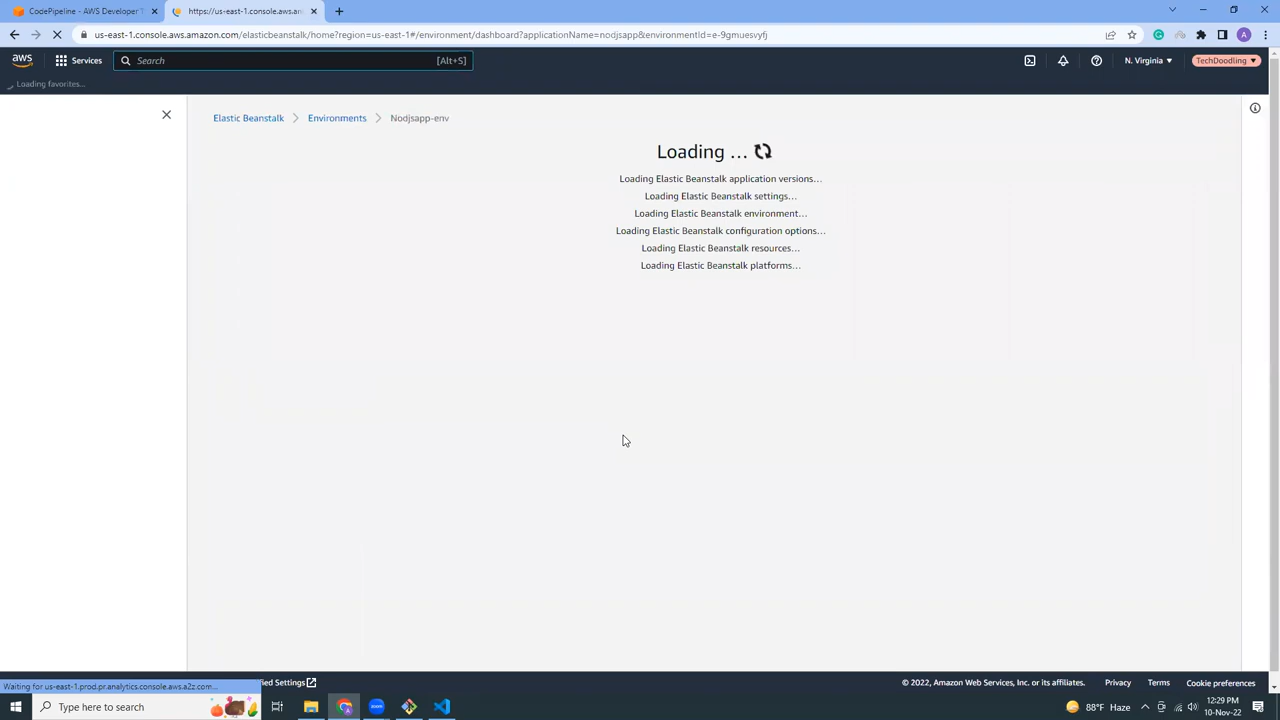 CodePipeline - AWS Developer T
https://us-east-1.console.aws.am
us-east-1.console.aws.amazon.com/elasticbeanstalk/home?region=us-east-1#/environment/dashboard?applicationName=nodjsapp&environmentId=e-9gmuesvyfj
A
aws
Services
Search
[Alt+S]
N. Virginia
TechDoodling
Loading favorites...
Elastic Beanstalk
Environments
Nodjsapp-env
Loading ...
Loading Elastic Beanstalk application versions...
Loading Elastic Beanstalk settings...
Loading Elastic Beanstalk environment...
Loading Elastic Beanstalk configuration options...
Loading Elastic Beanstalk resources...
Loading Elastic Beanstalk platforms...
Waiting for us-east-1.prod.pr.analytics.console.aws.a2z.com...
fied Settings
© 2022, Amazon Web Services, Inc. or its affiliates.
Privacy
Terms
Cookie preferences
Type here to search
zoom
88°F Haze
12:29 PM
10-Nov-22